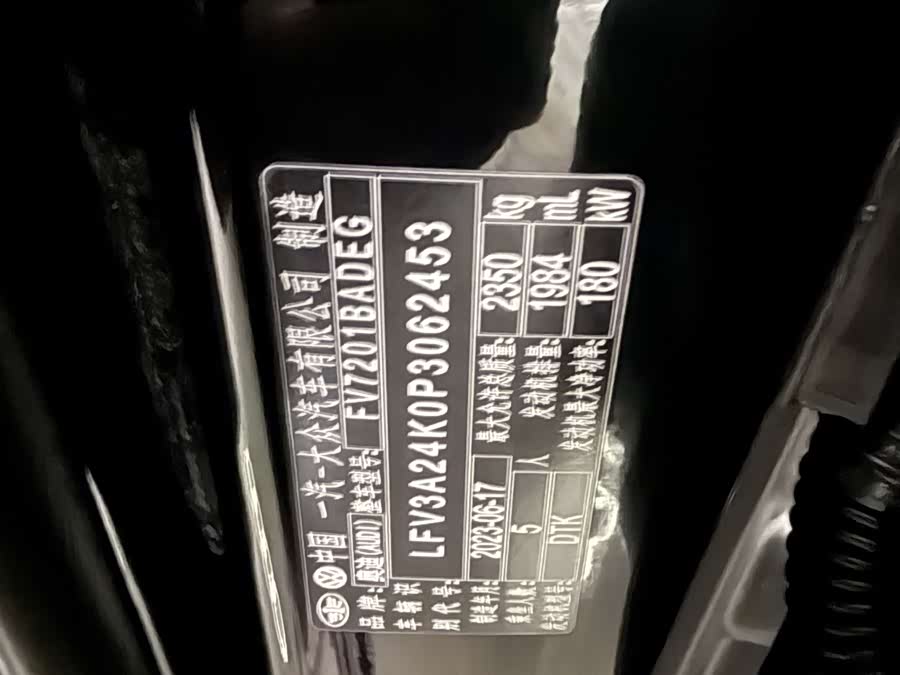 中国 一汽-大众汽车有限公司 制造
品牌: 奥迪(AUDI) 整车型号: FV7201BADEG
车辆识别代号: LFV3A24K0P3062453
制造年月: 2023-06-17 最大允许总质量: 2350 kg
乘坐人数: 5 人 发动机排量: 1984 mL
发动机型号: DTK 发动机最大净功率: 180 kW